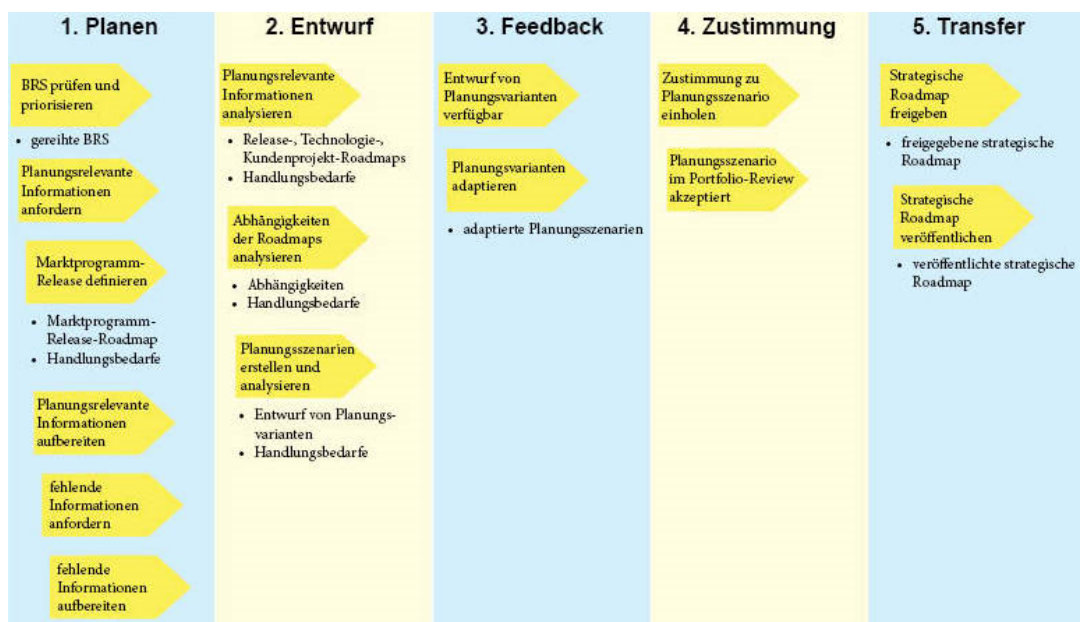 1. Planen
BRS prüfen und
priorisieren
• gereihte BRS
Planungsrelevante
Informationen
anfordern
Marktprogramm-
Release definieren
• Marktprogramm-
Release-Roadmap
• Handlungsbedarfe
Planungsrelevante
Informationen
aufbereiten
fehlende
Informationen
anfordern
fehlende
Informationen
aufbereiten
2. Entwurf
Planungsrelevante
Informationen
analysieren
• Release-, Technologie-,
Kundenprojekt-Roadmaps
• Handlungsbedarfe
Abhängigkeiten
der Roadmaps
analysieren
• Abhängigkeiten
• Handlungsbedarfe
Planungsszenarien
erstellen und
analysieren
• Entwurf von Planungs-
varianten
• Handlungsbedarfe
3. Feedback
Entwurf von
Planungsvarianten
verfügbar
Planungsvarianten
adaptieren
• adaptierte Planungsszenarien
4. Zustimmung
Zustimmung zu
Planungsszenario
einholen
Planungsszenario
im Portfolio-Review
akzeptiert
5. Transfer
Strategische
Roadmap
freigeben
• freigegebene strategische
Roadmap
Strategische
Roadmap
veröffentlichen
• veröffentlichte strategische
Roadmap